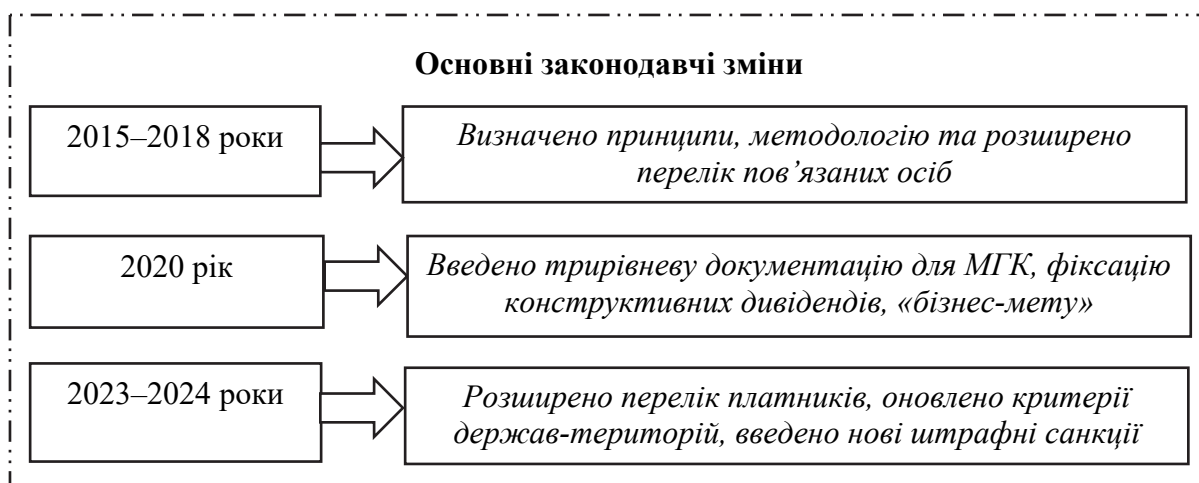 Основні законодавчі зміни
2015–2018 роки
Визначено принципи, методологію та розширено
перелік пов’язаних осіб
2020 рік
Введено трирівневу документацію для МГК, фіксацію
конструктивних дивідендів, «бізнес-мету»
2023–2024 роки
Розширено перелік платників, оновлено критерії
держав-територій, введено нові штрафні санкції